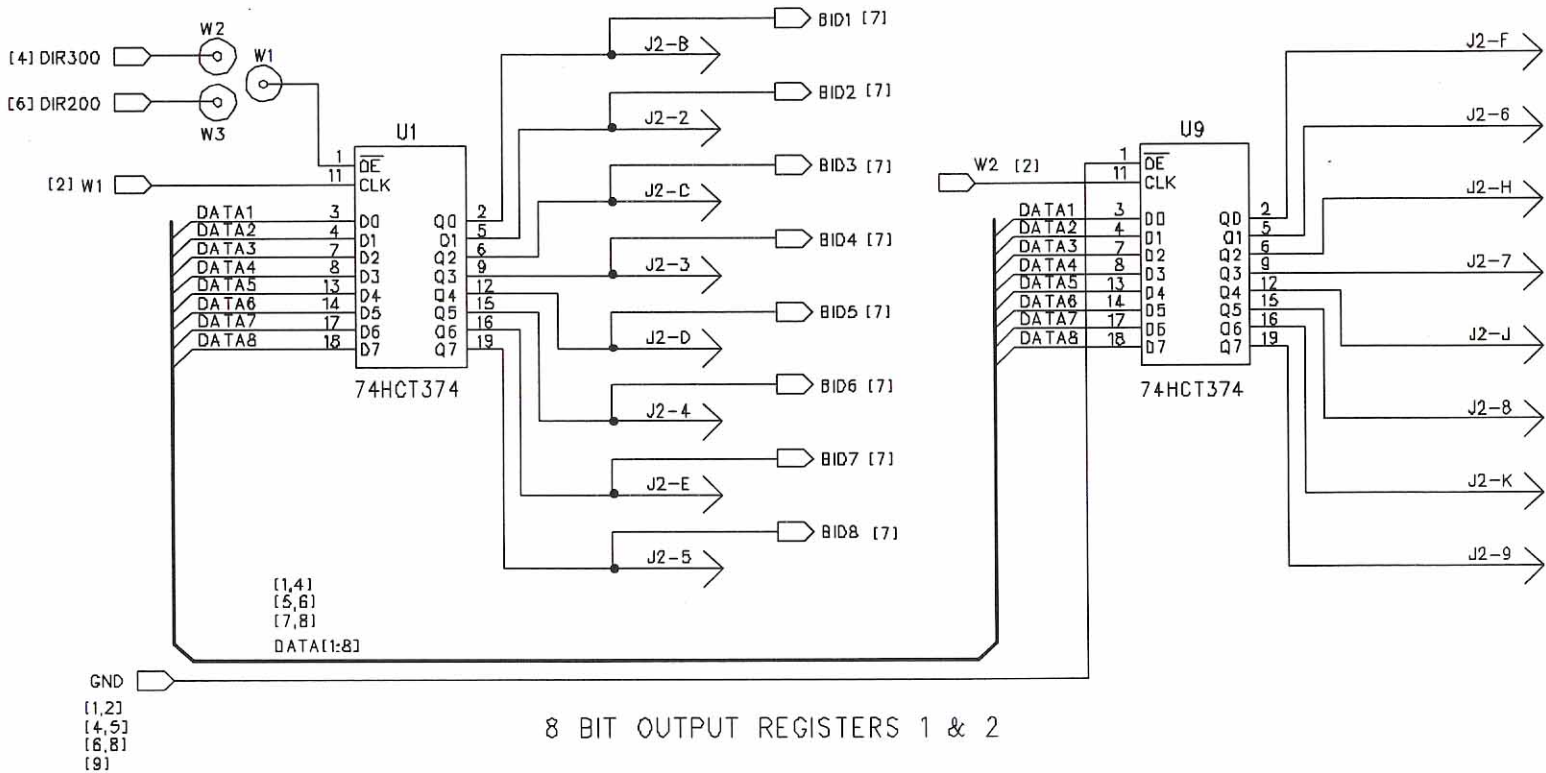 [4] DIR300
W2
W1
[6] DIR200
W3
[2] W1
U1
1 OE
11 CLK
DATA1 3 D0
DATA2 4 D1
DATA3 7 D2
DATA4 8 D3
DATA5 13 D4
DATA6 14 D5
DATA7 17 D6
DATA8 18 D7
Q0 2
Q1 5
Q2 6
Q3 9
Q4 12
Q5 15
Q6 16
Q7 19
74HCT374
BID1 [7]
J2-B
BID2 [7]
J2-2
BID3 [7]
J2-C
BID4 [7]
J2-3
BID5 [7]
J2-D
BID6 [7]
J2-4
BID7 [7]
J2-E
BID8 [7]
J2-5
W2 [2]
U9
1 OE
11 CLK
DATA1 3 D0
DATA2 4 D1
DATA3 7 D2
DATA4 8 D3
DATA5 13 D4
DATA6 14 D5
DATA7 17 D6
DATA8 18 D7
Q0 2
Q1 5
Q2 6
Q3 9
Q4 12
Q5 15
Q6 16
Q7 19
74HCT374
J2-F
J2-6
J2-H
J2-7
J2-J
J2-8
J2-K
J2-9
[1,4]
[5,6]
[7,8]
DATA[1:8]
GND
[1,2]
[4,5]
[6,8]
[9]
8 BIT OUTPUT REGISTERS 1 & 2